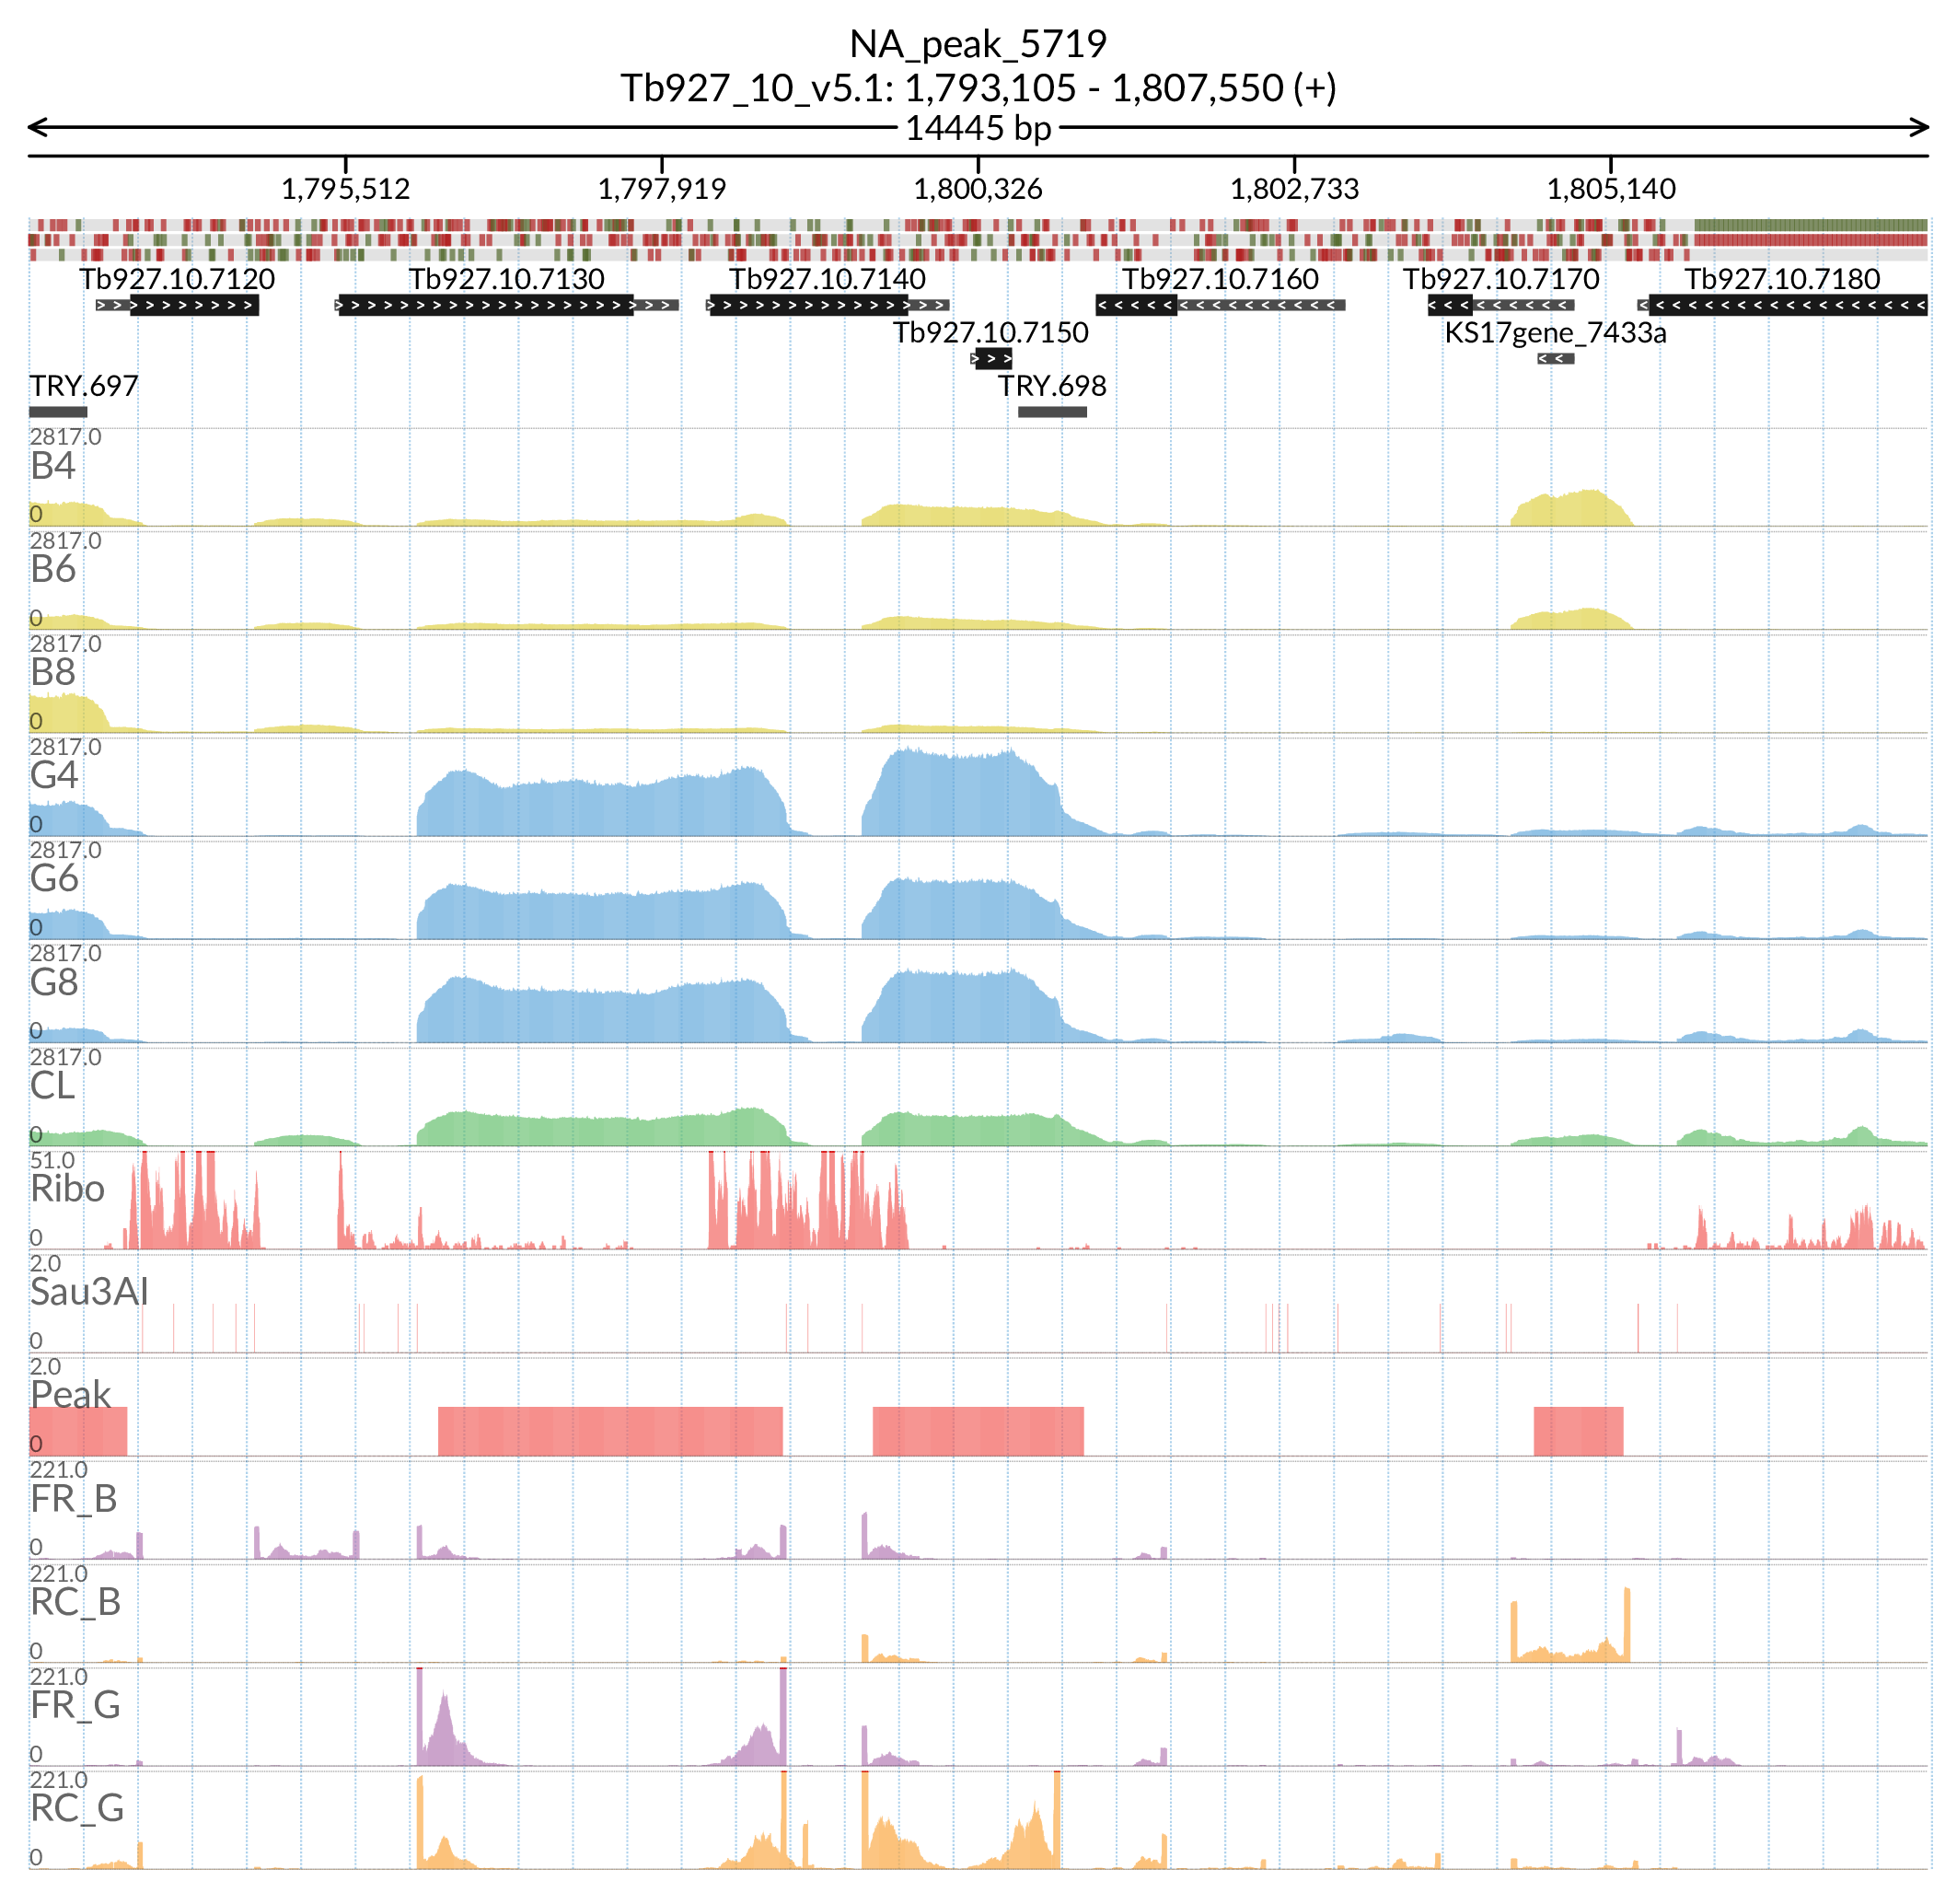 NA_peak_5719
Tb927_10_v5.1: 1,793,105 - 1,807,550 (+)
14445 bp
1,795,512 1,797,919 1,800,326 1,802,733 1,805,140
Tb927.10.7120 Tb927.10.7130 Tb927.10.7140 Tb927.10.7160 Tb927.10.7170 Tb927.10.7180
Tb927.10.7150 KS17gene_7433a
TRY.697 TRY.698
2817.0
B4
0
2817.0
B6
0
2817.0
B8
0
2817.0
G4
0
2817.0
G6
0
2817.0
G8
0
2817.0
CL
0
51.0
Ribo
0
2.0
Sau3AI
0
2.0
Peak
0
221.0
FR_B
0
221.0
RC_B
0
221.0
FR_G
0
221.0
RC_G
0